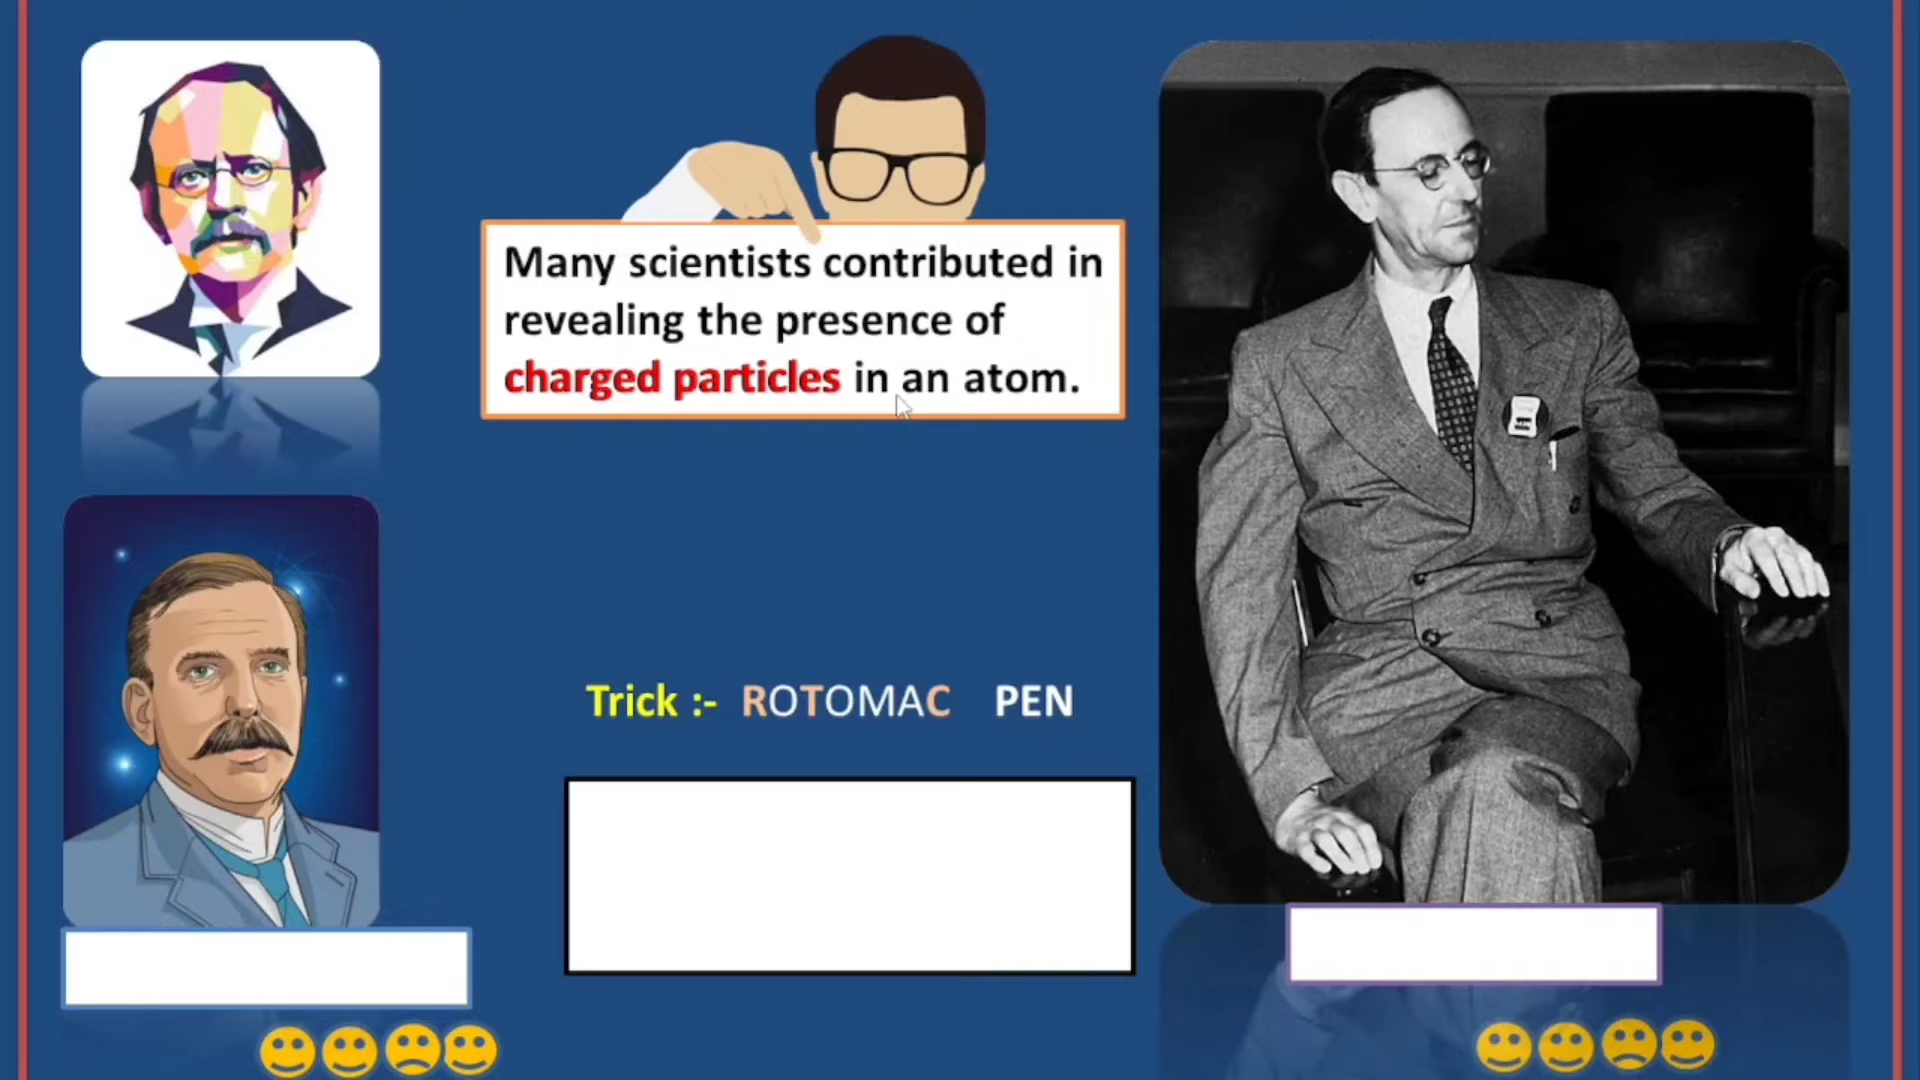 Many scientists contributed in
revealing the presence of
charged particles in an atom.
Trick :- ROTOMAC PEN